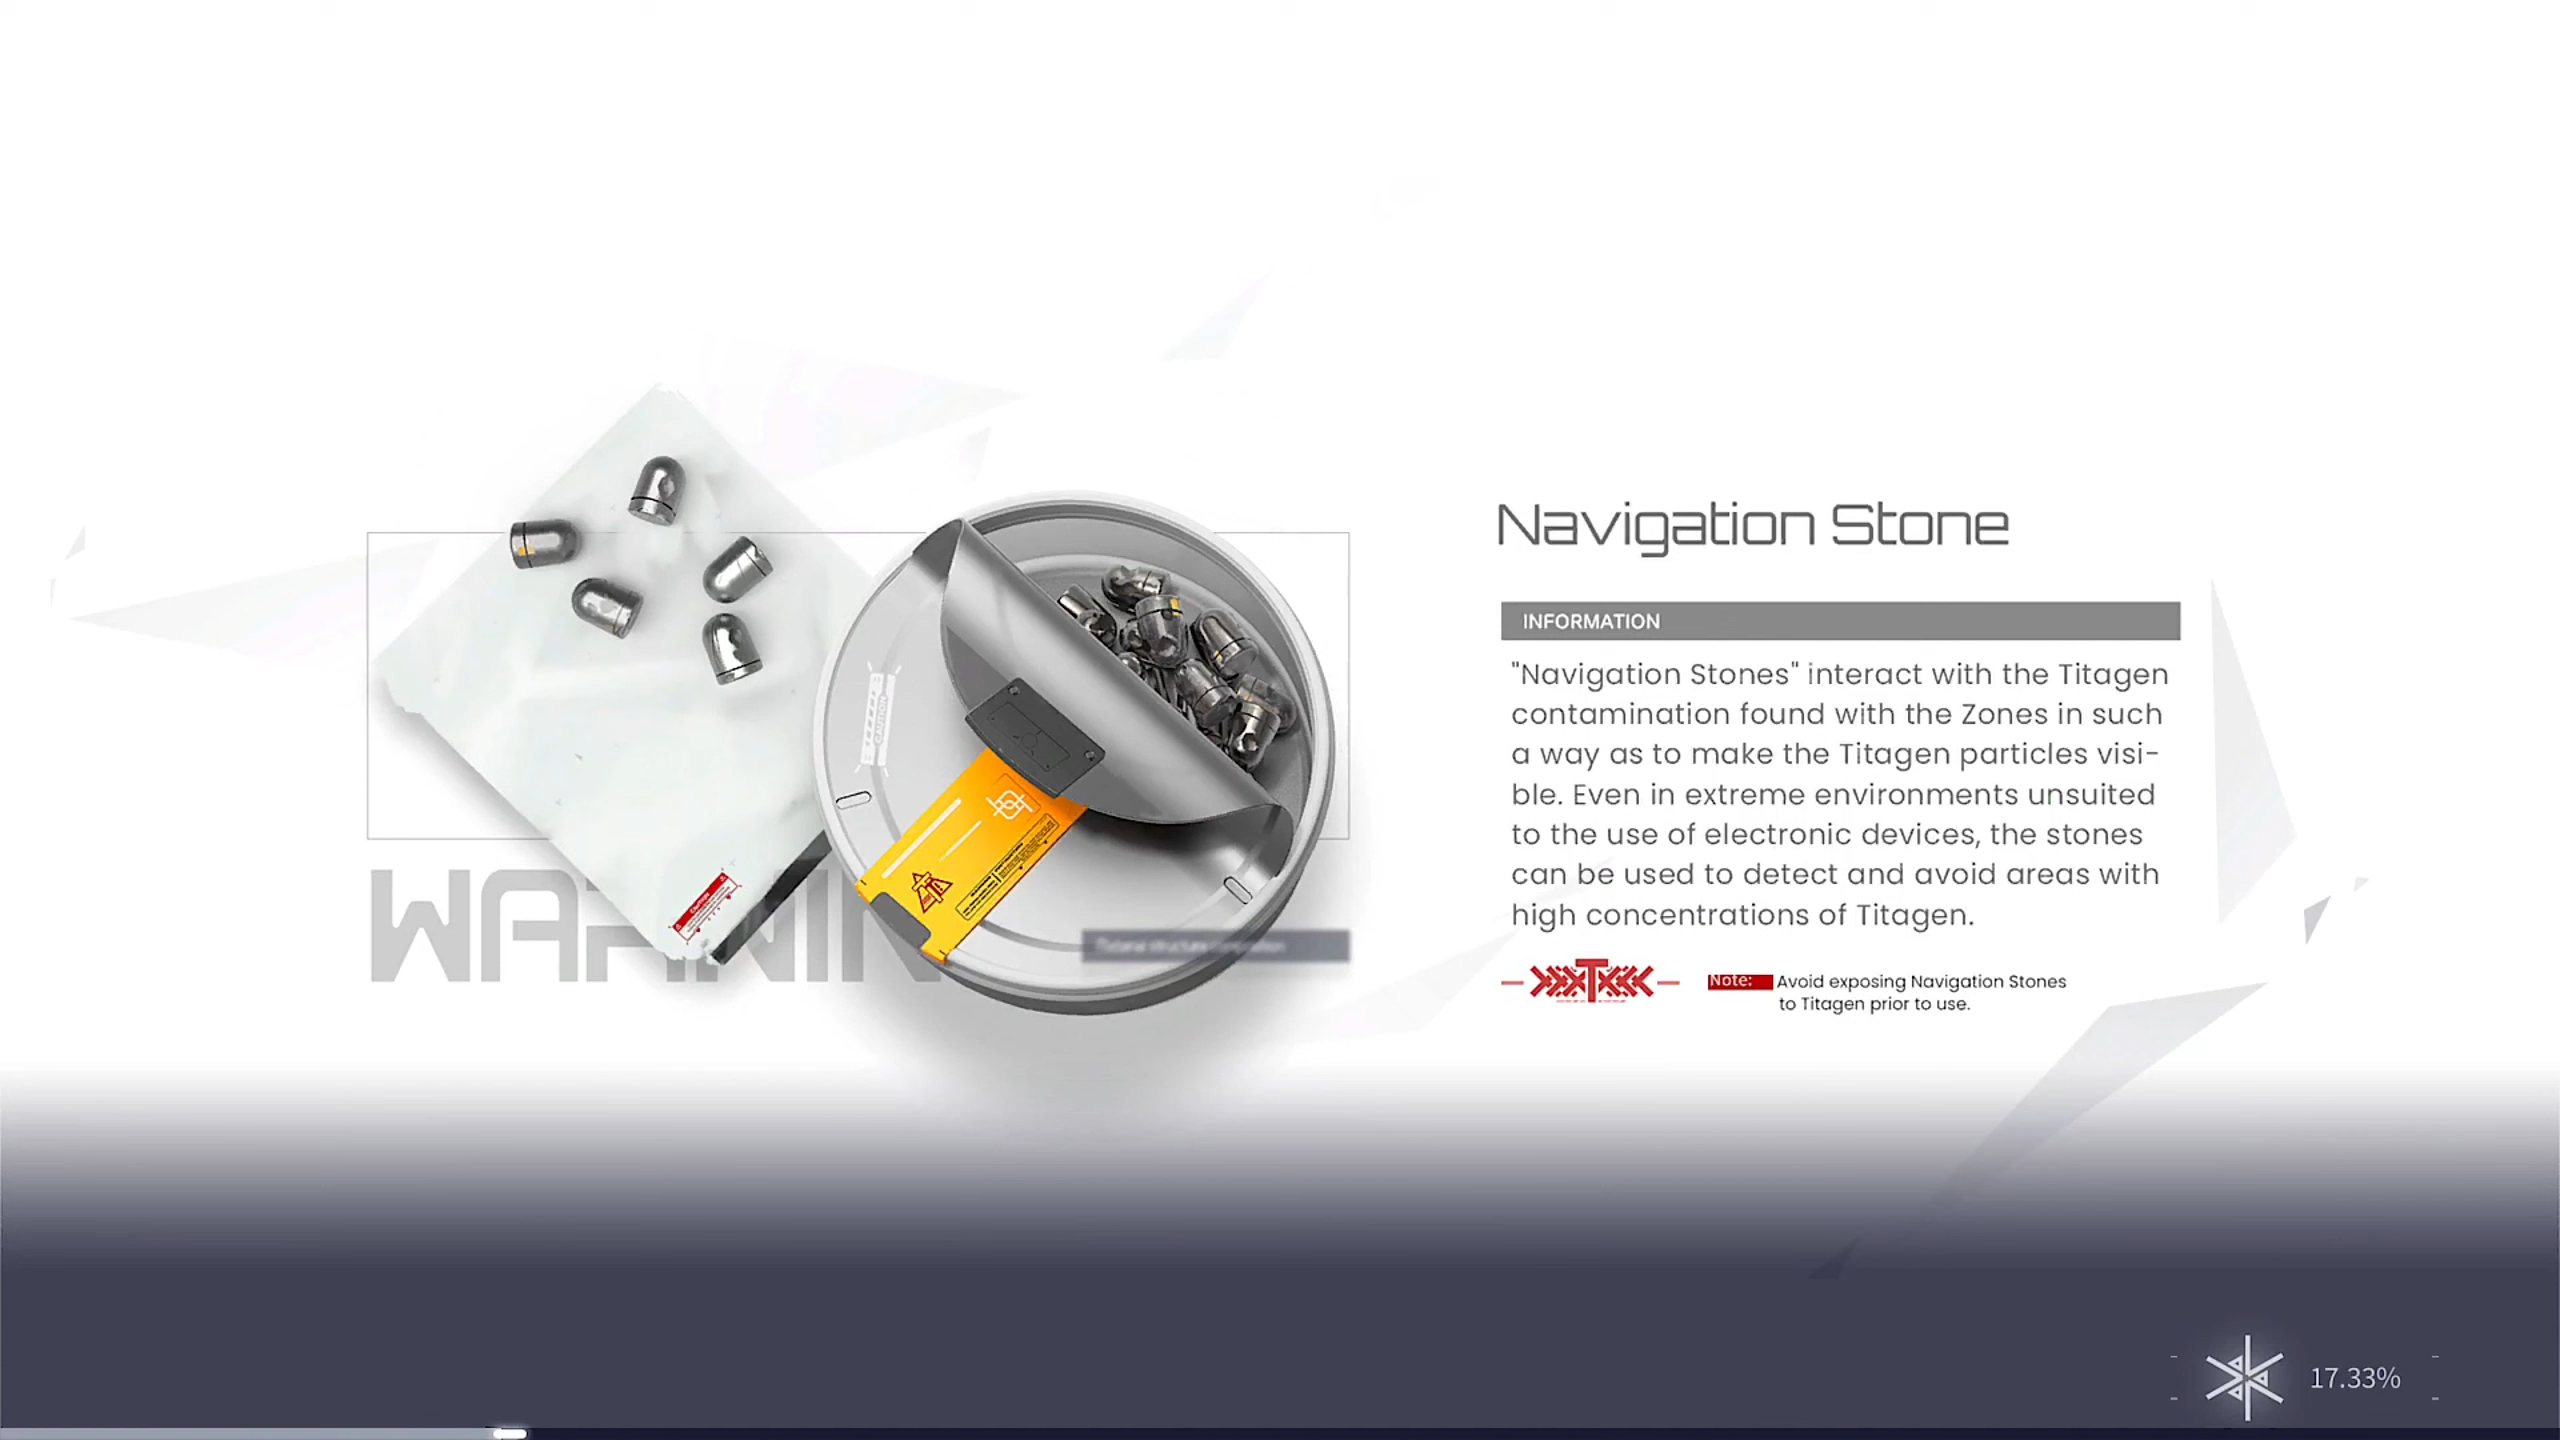 Navigation Stone
INFORMATION
"Navigation Stones" interact with the Titagen
contamination found with the Zones in such
a way as to make the Titagen particles visi-
ble. Even in extreme environments unsuited
to the use of electronic devices, the stones
can be used to detect and avoid areas with
high concentrations of Titagen.
Note: Avoid exposing Navigation Stones
to Titagen prior to use.
CAUTION
17.33%